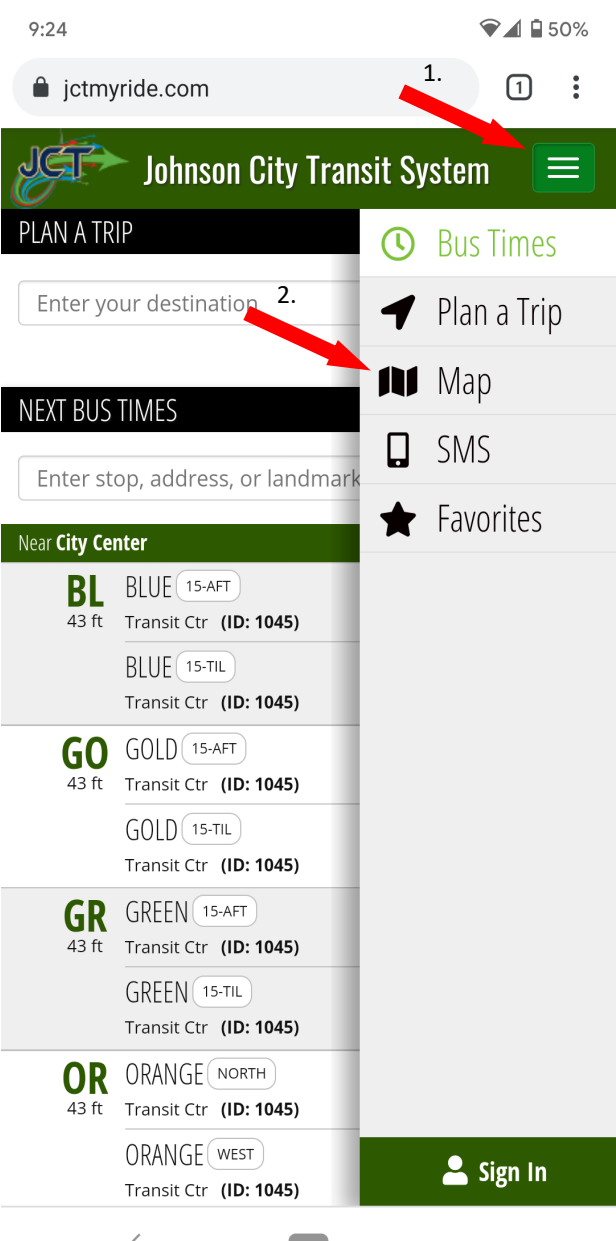 9:24 50%
1.
jctmyride.com 1
JCT Johnson City Transit System
PLAN A TRIP
Enter your destination
2.
NEXT BUS TIMES
Enter stop, address, or landmark
Near City Center
BL BLUE 15-AFT
43 ft Transit Ctr (ID: 1045)
BLUE 15-TIL
Transit Ctr (ID: 1045)
GO GOLD 15-AFT
43 ft Transit Ctr (ID: 1045)
GOLD 15-TIL
Transit Ctr (ID: 1045)
GR GREEN 15-AFT
43 ft Transit Ctr (ID: 1045)
GREEN 15-TIL
Transit Ctr (ID: 1045)
OR ORANGE NORTH
43 ft Transit Ctr (ID: 1045)
ORANGE WEST
Transit Ctr (ID: 1045)
Bus Times
Plan a Trip
Map
SMS
Favorites
Sign In